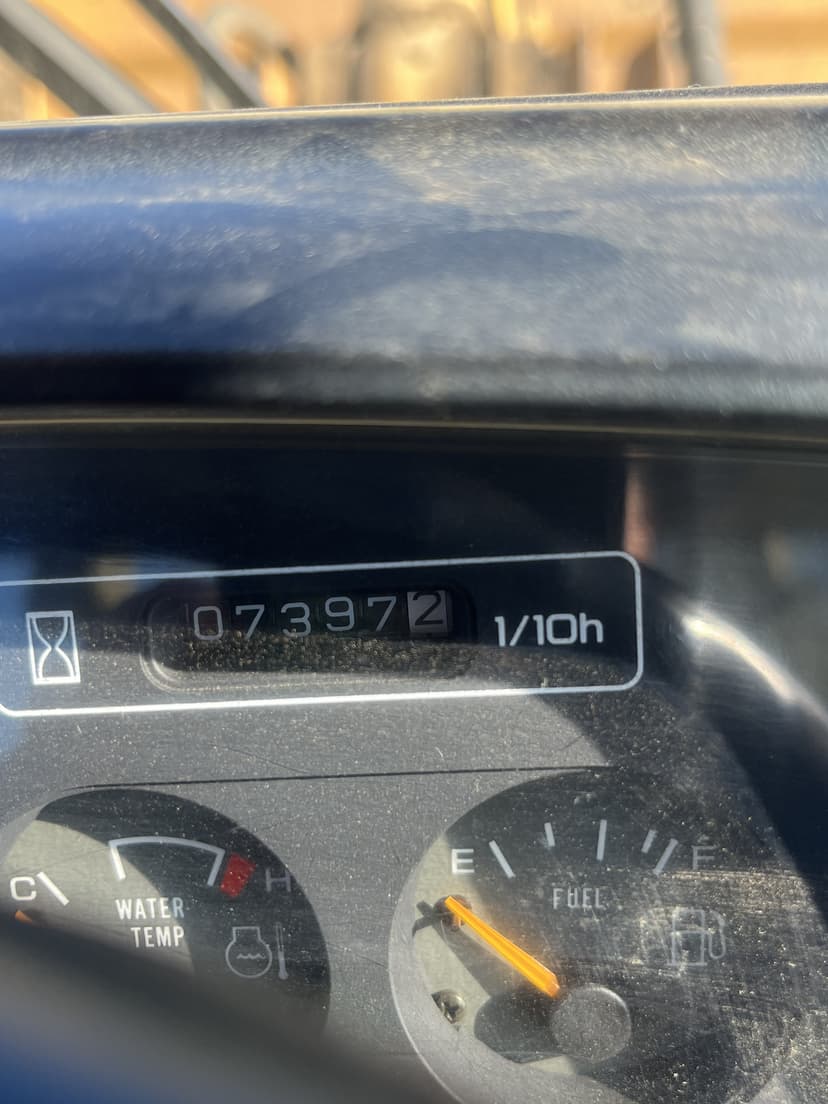 073972 1/10h
E F
FUEL
C H
WATER
TEMP